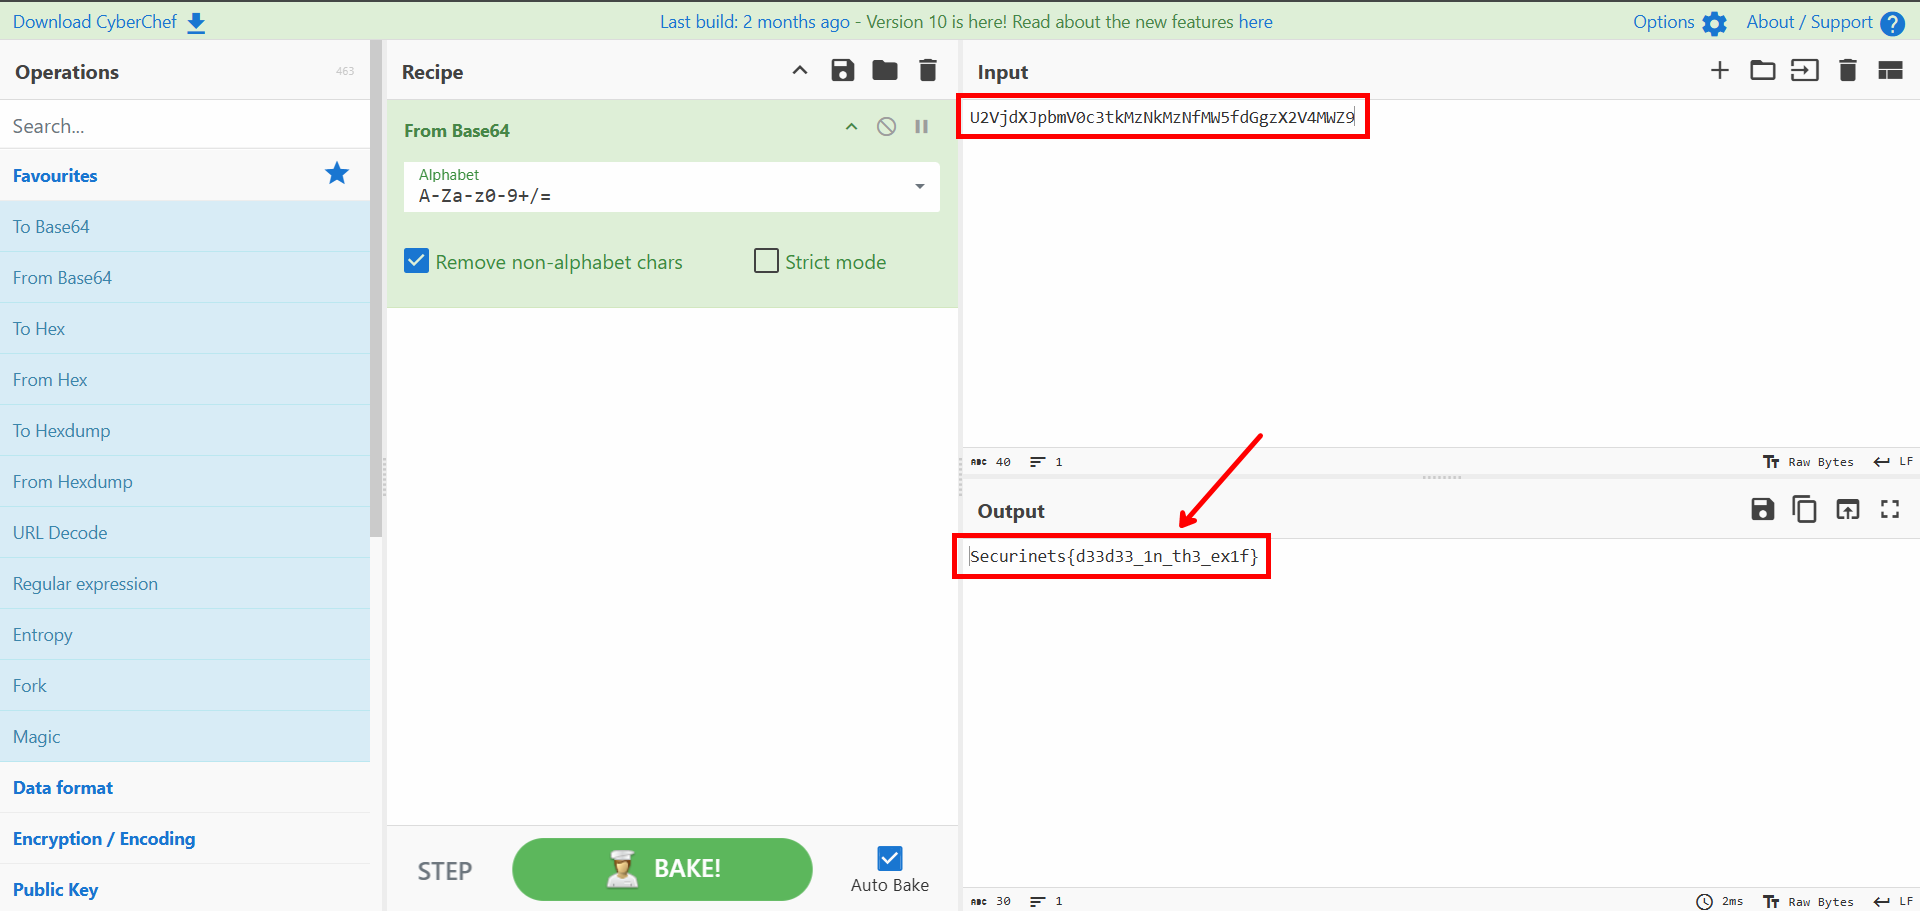 Download CyberChef
Last build: 2 months ago - Version 10 is here! Read about the new features here
Options
About / Support
Operations
463
Search...
Favourites
To Base64
From Base64
To Hex
From Hex
To Hexdump
From Hexdump
URL Decode
Regular expression
Entropy
Fork
Magic
Data format
Encryption / Encoding
Public Key
Recipe
From Base64
Alphabet
A-Za-z0-9+/=
Remove non-alphabet chars
Strict mode
STEP
BAKE!
Auto Bake
Input
U2VjdXJpbmV0c3tkMzNkMzNfMW5fdGgzX2V4MWZ9
ABC 40 1
Tт Raw Bytes LF
Output
Securinets{d33d33_1n_th3_ex1f}
ABC 30 1
2ms Tт Raw Bytes LF